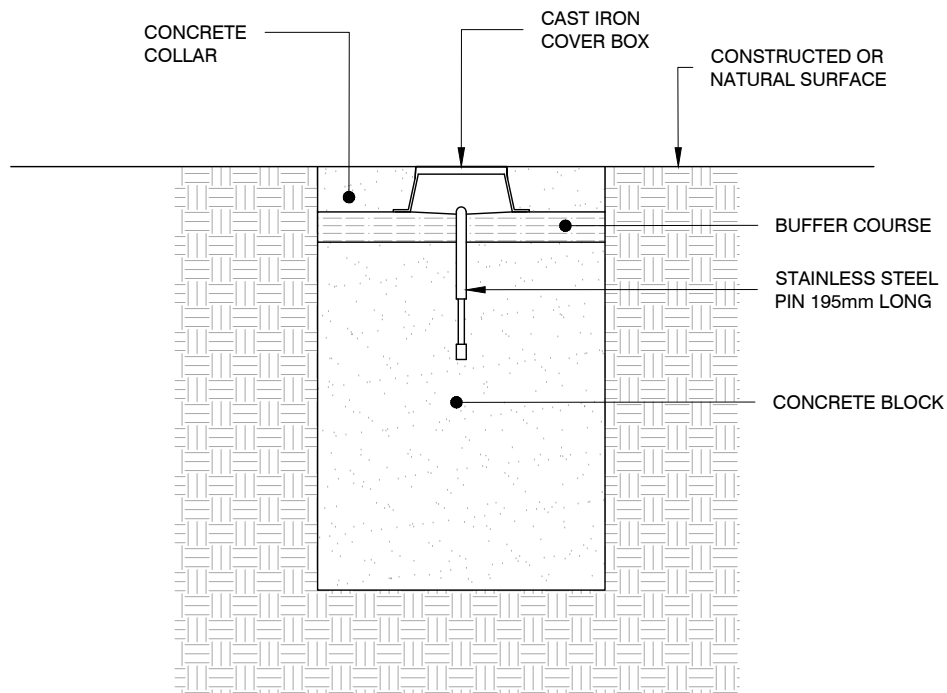 CONCRETE
COLLAR
CAST IRON
COVER BOX
CONSTRUCTED OR
NATURAL SURFACE
BUFFER COURSE
STAINLESS STEEL
PIN 195mm LONG
CONCRETE BLOCK